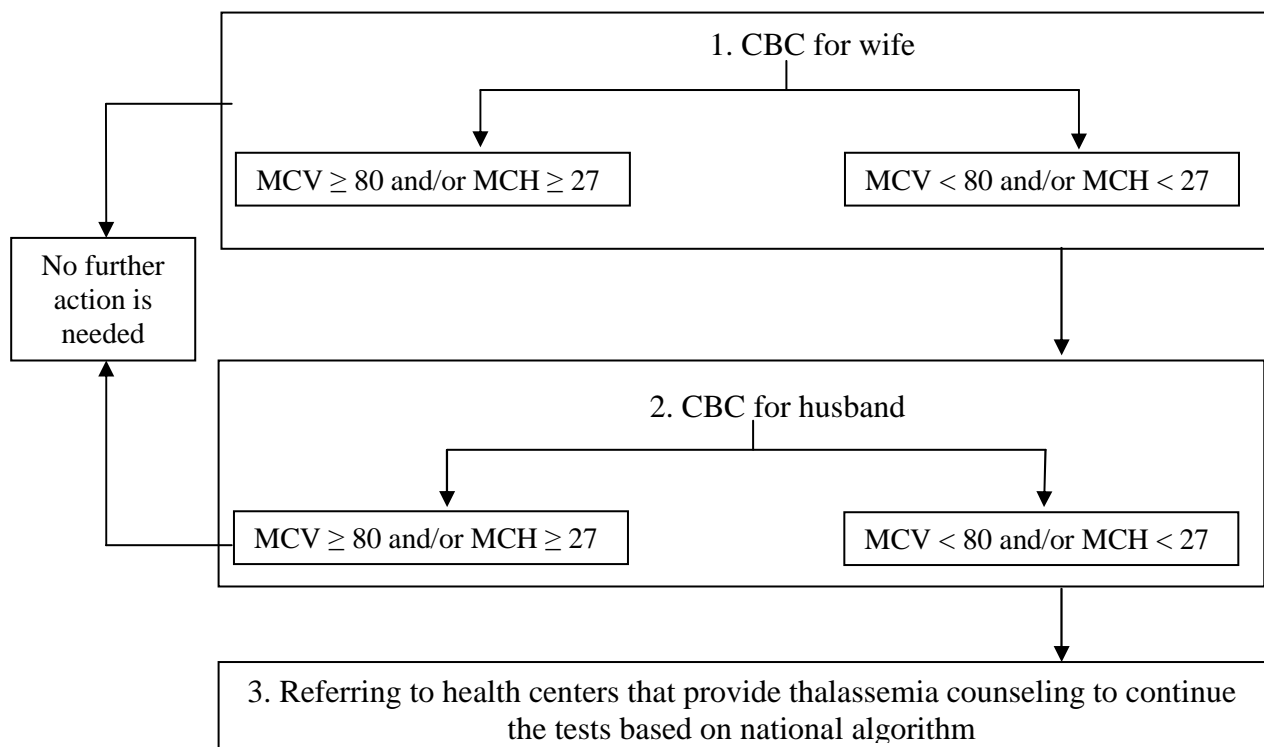 1. CBC for wife
MCV ≥ 80 and/or MCH ≥ 27
MCV < 80 and/or MCH < 27
No further
action is
needed
2. CBC for husband
MCV ≥ 80 and/or MCH ≥ 27
MCV < 80 and/or MCH < 27
3. Referring to health centers that provide thalassemia counseling to continue
the tests based on national algorithm